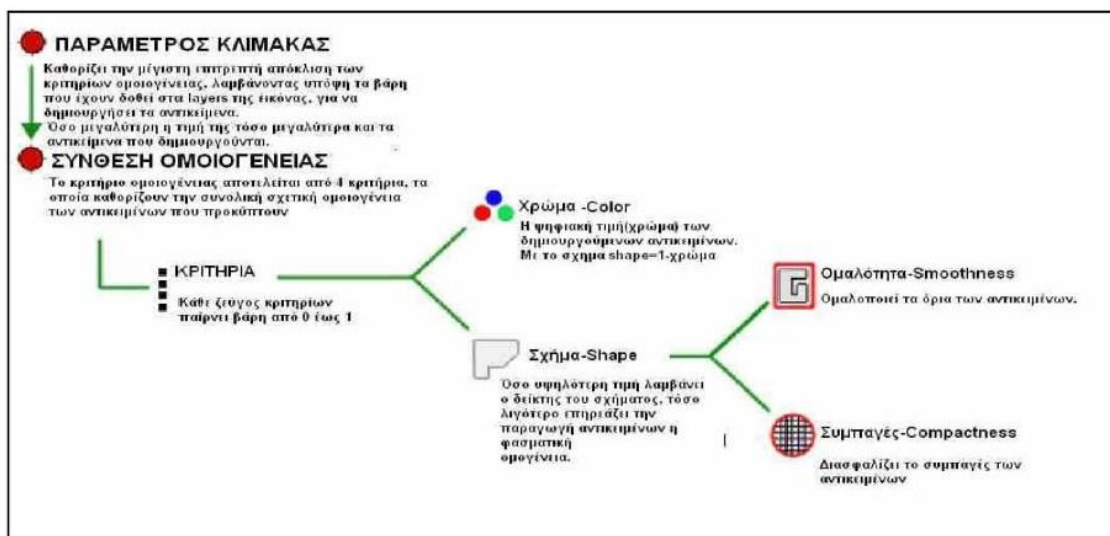 ΠΑΡΑΜΕΤΡΟΣ ΚΛΙΜΑΚΑΣ
Καθορίζει την μέγιστη επιτρεπτή απόκλιση των
κριτηρίων ομοιογένειας, λαμβάνοντας υπόψη τα βάρη
που έχουν δοθεί στα layers της εικόνας, για να
δημιουργήσει τα αντικείμενα.
Όσο μεγαλύτερη η τιμή της τόσο μεγαλύτερα και τα
αντικείμενα που δημιουργούνται.
ΣΥΝΘΕΣΗ ΟΜΟΙΟΓΕΝΕΙΑΣ
Το κριτήριο ομοιογένειας αποτελείται από 4 κριτήρια, τα
οποία καθορίζουν την συνολική σχετική ομοιογένεια
των αντικειμένων που προκύπτουν
ΚΡΙΤΗΡΙΑ
Κάθε ζεύγος κριτηρίων
παίρνει βάρη από 0 έως 1
Χρώμα -Color
Η ψηφιακή τιμή(χρώμα) των
δημιουργούμενων αντικειμένων.
Με το σχημα shape=1-χρώμα
Σχήμα-Shape
Όσο υψηλότερη τιμή λαμβάνει
ο δείκτης του σχήματος, τόσο
λιγότερο επηρεάζει την
παραγωγή αντικειμένων η
φασματική
ομογένεια.
Ομαλότητα-Smoothness
Ομαλοποιεί τα όρια των αντικειμένων.
Συμπαγές-Compactness
Διασφαλίζει το συμπαγές των
αντικειμένων